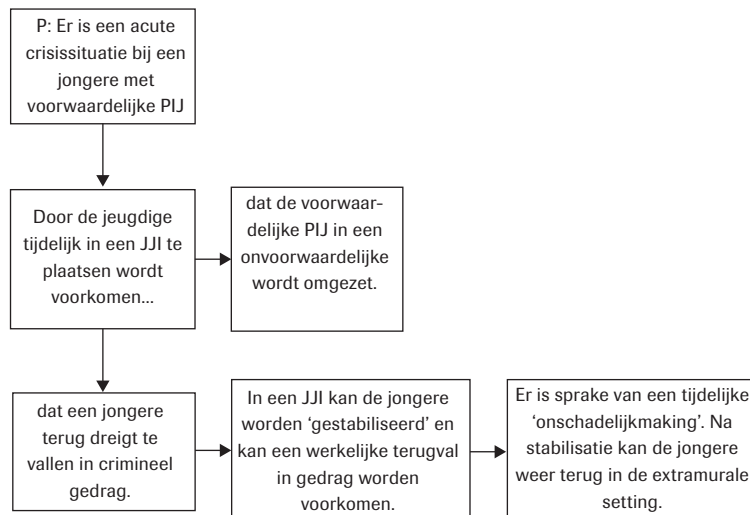 P: Er is een acute
crisissituatie bij een
jongere met
voorwaardelijke PIJ
Door de jeugdige
tijdelijk in een JJI te
plaatsen wordt
voorkomen...
dat de voorwaar-
delijke PIJ in een
onvoorwaardelijke
wordt omgezet.
dat een jongere
terug dreigt te
vallen in crimineel
gedrag.
In een JJI kan de jongere
worden ‘gestabiliseerd’ en
kan een werkelijke terugval
in gedrag worden
voorkomen.
Er is sprake van een tijdelijke
‘onschadelijkmaking’. Na
stabilisatie kan de jongere
weer terug in de extramurale
setting.